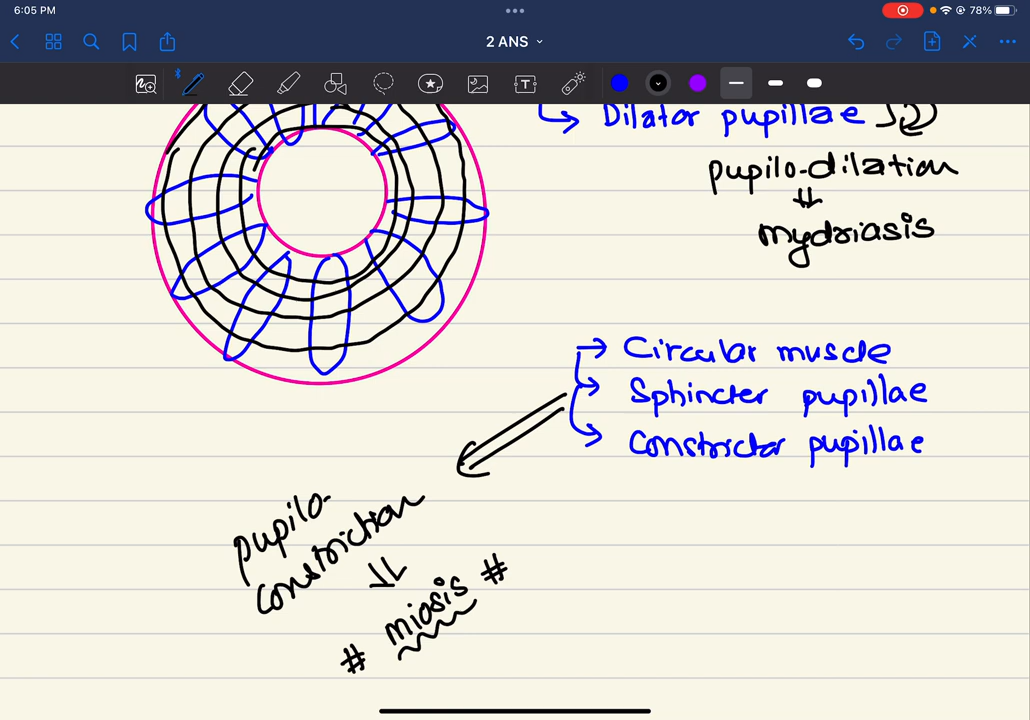 6:05 PM
78%
2 ANS
Dilator pupillae
pupilo-dilation
mydriasis
Circular muscle
Sphincter pupillae
Constrictor pupillae
pupilo-
constriction
# miosis #